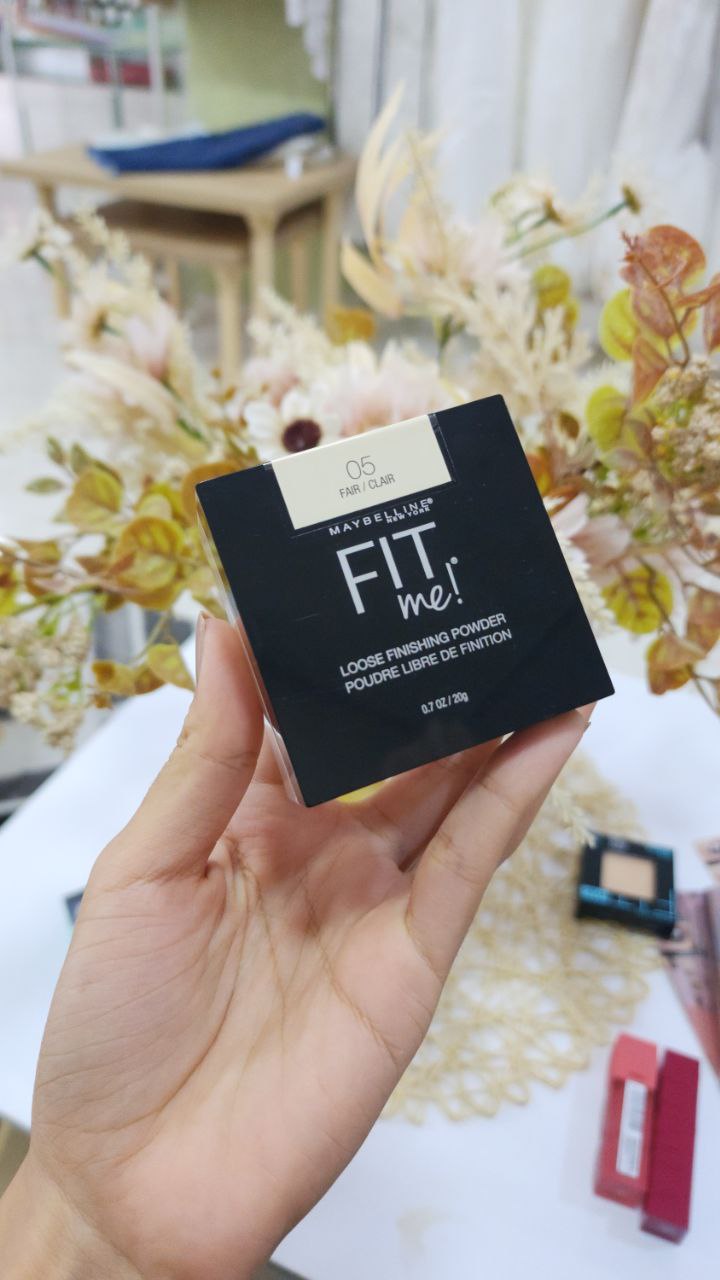 05
FAIR / CLAIR
MAYBELLINE®
NEW YORK
FIT
me!
LOOSE FINISHING POWDER
POUDRE LIBRE DE FINITION
0.7 OZ / 20g